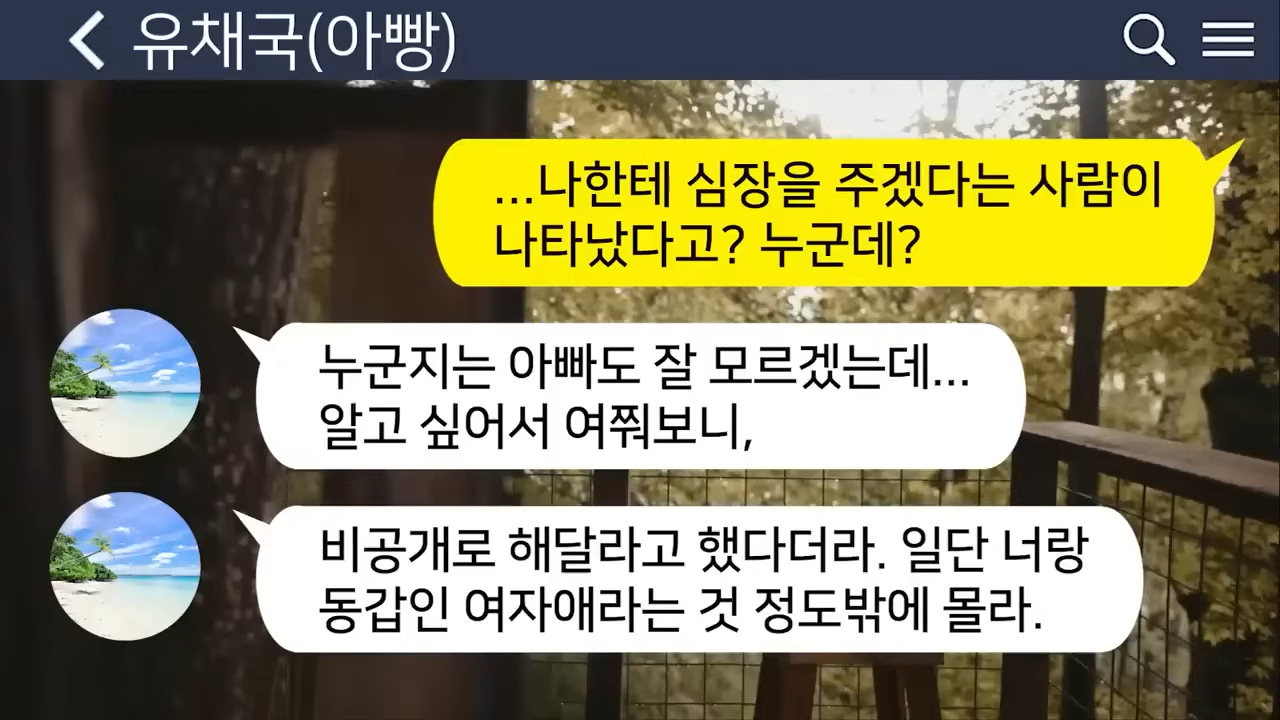 유채국(아빵)
...나한테 심장을 주겠다는 사람이
나타났다고? 누군데?
누군지는 아빠도 잘 모르겠는데...
알고 싶어서 여쭤보니,
비공개로 해달라고 했다더라. 일단 너랑
동갑인 여자애라는 것 정도밖에 몰라.